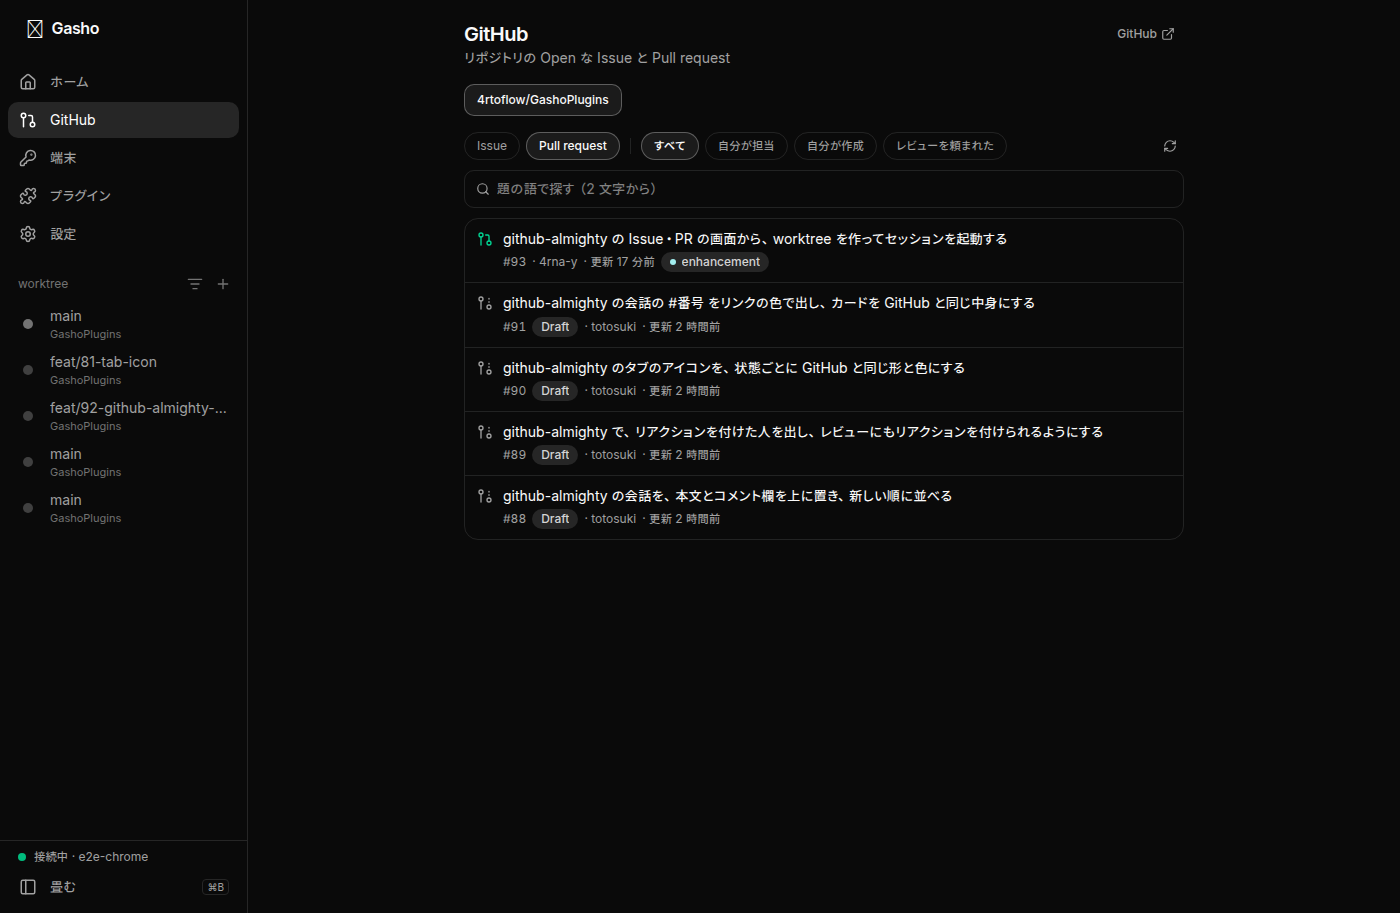 Gasho
ホーム
GitHub
端末
プラグイン
設定
worktree
main
GashoPlugins
feat/81-tab-icon
GashoPlugins
feat/92-github-almighty-...
GashoPlugins
main
GashoPlugins
main
GashoPlugins
接続中 · e2e-chrome
畳む
⌘B
GitHub
GitHub
リポジトリの Open な Issue と Pull request
4rtoflow/GashoPlugins
Issue Pull request すべて 自分が担当 自分が作成 レビューを頼まれた
題の語で探す（2 文字から）
github-almighty の Issue・PR の画面から、worktree を作ってセッションを起動する
#93 · 4rna-y · 更新 17 分前 enhancement
github-almighty の会話の #番号 をリンクの色で出し、カードを GitHub と同じ中身にする
#91 Draft · totosuki · 更新 2 時間前
github-almighty のタブのアイコンを、状態ごとに GitHub と同じ形と色にする
#90 Draft · totosuki · 更新 2 時間前
github-almighty で、リアクションを付けた人を出し、レビューにもリアクションを付けられるようにする
#89 Draft · totosuki · 更新 2 時間前
github-almighty の会話を、本文とコメント欄を上に置き、新しい順に並べる
#88 Draft · totosuki · 更新 2 時間前